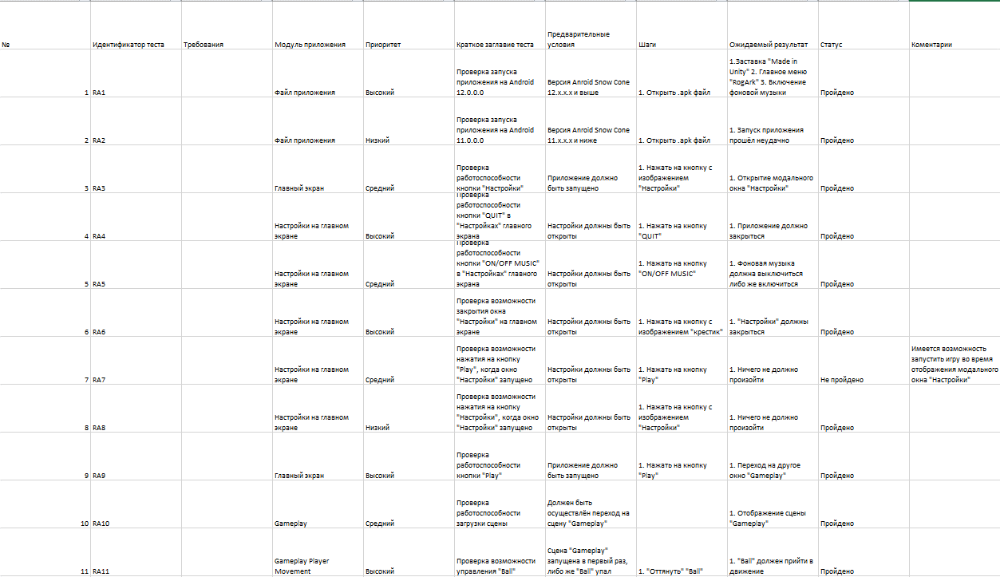 №
Идентификатор теста
Требования
Модуль приложения
Приоритет
Краткое заглавие теста
Предварительные
условия
Шаги
Ожидаемый результат
Статус
Коментарии
1
RA1
Файл приложения
Высокий
Проверка запуска
приложения на Android
12.0.0.0
Версия Anroid Snow Cone
12.x.x.x и выше
1. Открыть .apk файл
1.Заставка "Made in
Unity" 2. Главное меню
"RogArk" 3. Включение
фоновой музыки
Пройдено
2
RA2
Файл приложения
Низкий
Проверка запуска
приложения на Android
11.0.0.0
Версия Anroid Snow Cone
11.x.x.x и ниже
1. Открыть .apk файл
1. Запуск приложения
прошёл неудачно
Пройдено
3
RA3
Главный экран
Средний
Проверка
работоспособности
кнопки "Настройки"
Приложение должно
быть запущено
1. Нажать на кнопку с
изображением
"Настройки"
1. Открытие модального
окна "Настройки"
Пройдено
4
RA4
Настройки на главном
экране
Высокий
Проверка
работоспособности
кнопки "QUIT" в
"Настройках" главного
экрана
Настройки должны быть
открыты
1. Нажать на кнопку
"QUIT"
1. Приложение должно
закрыться
Пройдено
5
RA5
Настройки на главном
экране
Средний
Проверка
работоспособности
кнопки "ON/OFF MUSIC"
в "Настройках" главного
экрана
Настройки должны быть
открыты
1. Нажать на кнопку
"ON/OFF MUSIC"
1. Фоновая музыка
должна выключиться
либо же включиться
Пройдено
6
RA6
Настройки на главном
экране
Высокий
Проверка возможности
закрытия окна
"Настройки" на главном
экране
Настройки должны быть
открыты
1. Нажать на кнопку с
изображением "крестик"
1. "Настройки" должны
закрыться
Пройдено
7
RA7
Настройки на главном
экране
Средний
Проверка возможности
нажатия на кнопку
"Play", когда окно
"Настройки" запущено
Настройки должны быть
открыты
1. Нажать на кнопку
"Play"
1. Ничего не должно
произойти
Не пройдено
Имеется возможность
запустить игру во время
отображения модального
окна "Настройки"
8
RA8
Настройки на главном
экране
Низкий
Проверка возможности
нажатия на кнопку
"Настройки", когда окно
"Настройки" запущено
Настройки должны быть
открыты
1. Нажать на кнопку с
изображением
"Настройки"
1. Ничего не должно
произойти
Пройдено
9
RA9
Главный экран
Высокий
Проверка
работоспособности
кнопки "Play"
Приложение должно
быть запущено
1. Нажать на кнопку
"Play"
1. Переход на другое
окно "Gameplay"
Пройдено
10
RA10
Gameplay
Средний
Проверка
работоспособности
загрузки сцены
Должен быть
осуществлён переход на
сцену "Gameplay"
1. Отображение сцены
"Gameplay"
Пройдено
11
RA11
Gameplay Player
Movement
Высокий
Проверка возможности
управления "Ball"
Сцена "Gameplay"
запущена в первый раз,
либо же "Ball" упал
1. "Оттянуть" "Ball"
1. "Ball" должен прийти в
движение
Пройдено